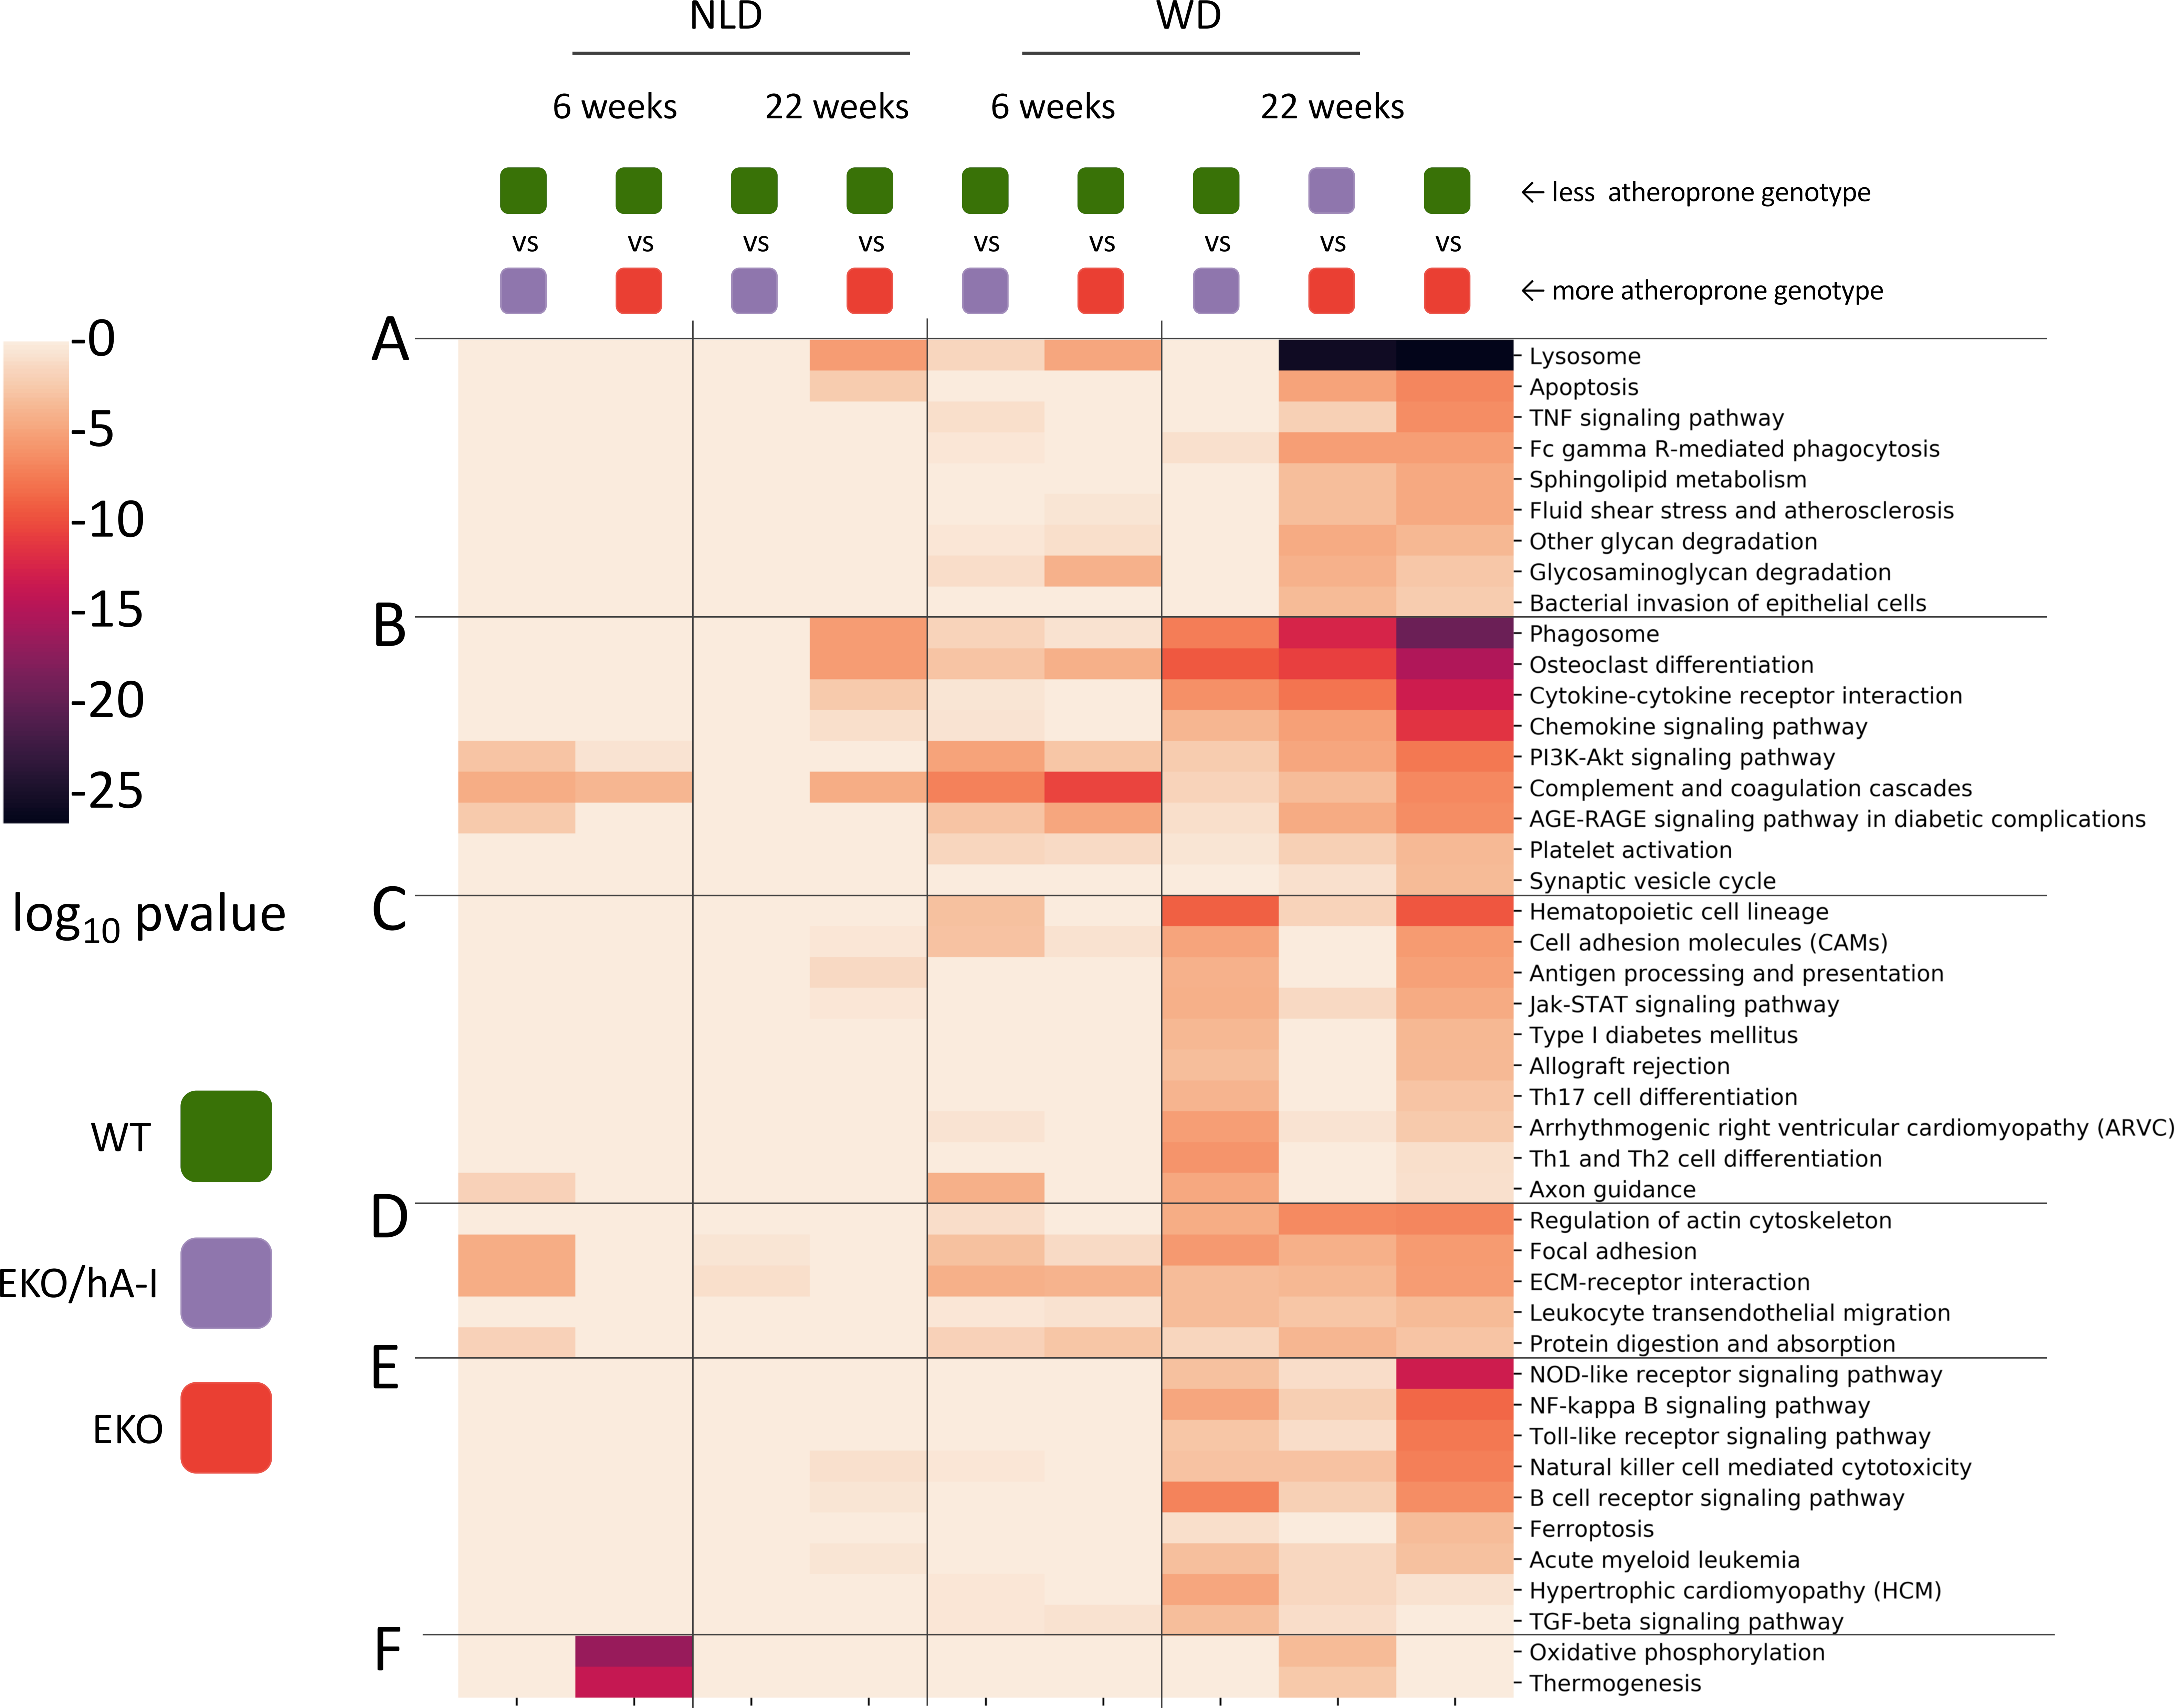 NLD WD
6 weeks 22 weeks 6 weeks 22 weeks
← less atheroprone genotype
vs vs vs vs vs vs vs vs vs
← more atheroprone genotype
-0
-5
-10
-15
-20
-25
log10 pvalue
WT
EKO/hA-I
EKO
A
Lysosome
Apoptosis
TNF signaling pathway
Fc gamma R-mediated phagocytosis
Sphingolipid metabolism
Fluid shear stress and atherosclerosis
Other glycan degradation
Glycosaminoglycan degradation
Bacterial invasion of epithelial cells
B
Phagosome
Osteoclast differentiation
Cytokine-cytokine receptor interaction
Chemokine signaling pathway
PI3K-Akt signaling pathway
Complement and coagulation cascades
AGE-RAGE signaling pathway in diabetic complications
Platelet activation
Synaptic vesicle cycle
C
Hematopoietic cell lineage
Cell adhesion molecules (CAMs)
Antigen processing and presentation
Jak-STAT signaling pathway
Type I diabetes mellitus
Allograft rejection
Th17 cell differentiation
Arrhythmogenic right ventricular cardiomyopathy (ARVC)
Th1 and Th2 cell differentiation
Axon guidance
D
Regulation of actin cytoskeleton
Focal adhesion
ECM-receptor interaction
Leukocyte transendothelial migration
Protein digestion and absorption
E
NOD-like receptor signaling pathway
NF-kappa B signaling pathway
Toll-like receptor signaling pathway
Natural killer cell mediated cytotoxicity
B cell receptor signaling pathway
Ferroptosis
Acute myeloid leukemia
Hypertrophic cardiomyopathy (HCM)
TGF-beta signaling pathway
F
Oxidative phosphorylation
Thermogenesis